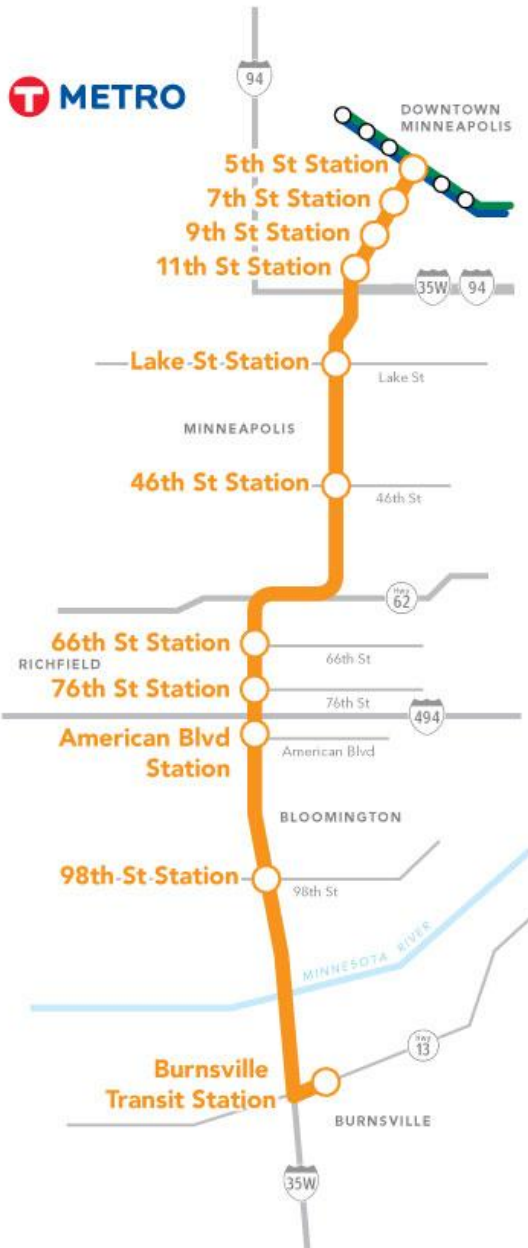 94
T METRO
DOWNTOWN
MINNEAPOLIS
5th St Station
7th St Station
9th St Station
11th St Station
35W
94
Lake St Station
Lake St
MINNEAPOLIS
46th St Station
46th St
Hwy
62
66th St Station
66th St
RICHFIELD
76th St Station
76th St
494
American Blvd
Station
American Blvd
BLOOMINGTON
98th St Station
98th St
MINNESOTA RIVER
Hwy
13
Burnsville
Transit Station
BURNSVILLE
35W